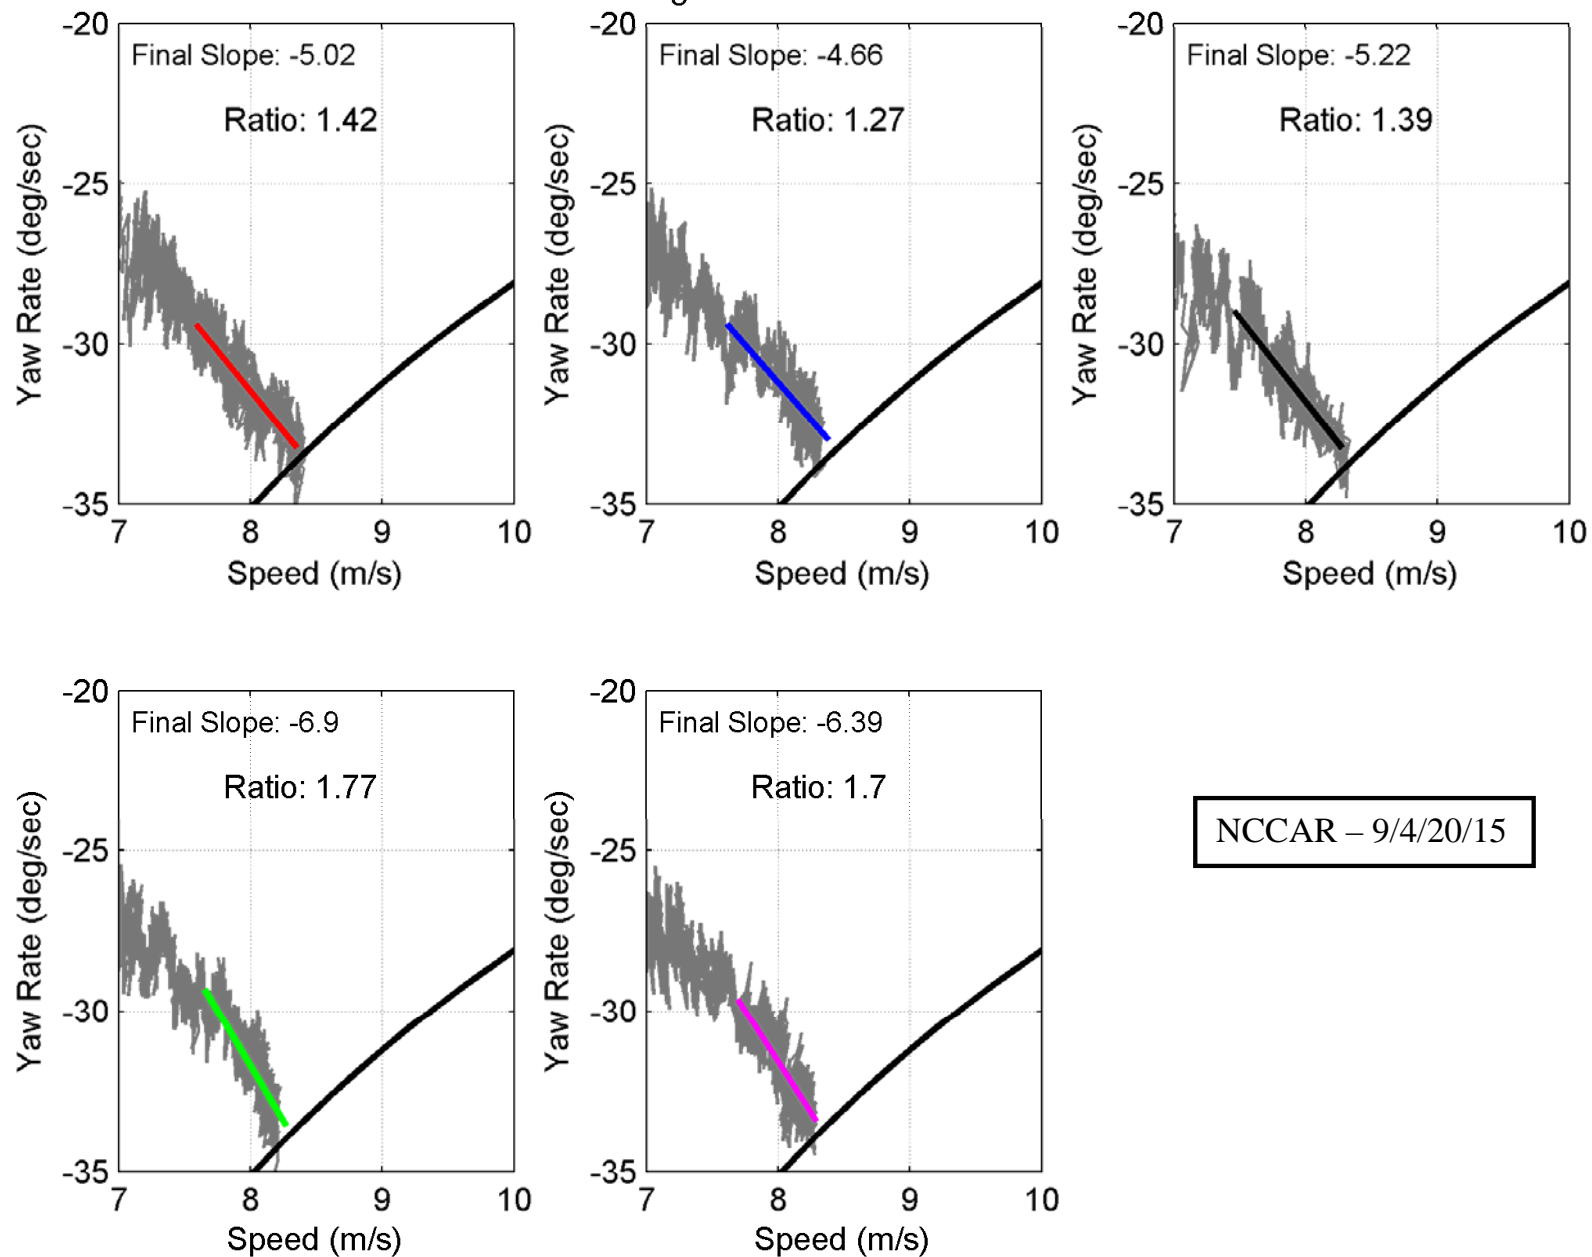 g
-20
Final Slope: -5.02
Ratio: 1.42
-25
-30
-35
7 8 9 10
Speed (m/s)
Yaw Rate (deg/sec)
-20
Final Slope: -4.66
Ratio: 1.27
-25
-30
-35
7 8 9 10
Speed (m/s)
Yaw Rate (deg/sec)
-20
Final Slope: -5.22
Ratio: 1.39
-25
-30
-35
7 8 9 10
Speed (m/s)
Yaw Rate (deg/sec)
-20
Final Slope: -6.9
Ratio: 1.77
-25
-30
-35
7 8 9 10
Speed (m/s)
Yaw Rate (deg/sec)
-20
Final Slope: -6.39
Ratio: 1.7
-25
-30
-35
7 8 9 10
Speed (m/s)
Yaw Rate (deg/sec)
NCCAR – 9/4/20/15